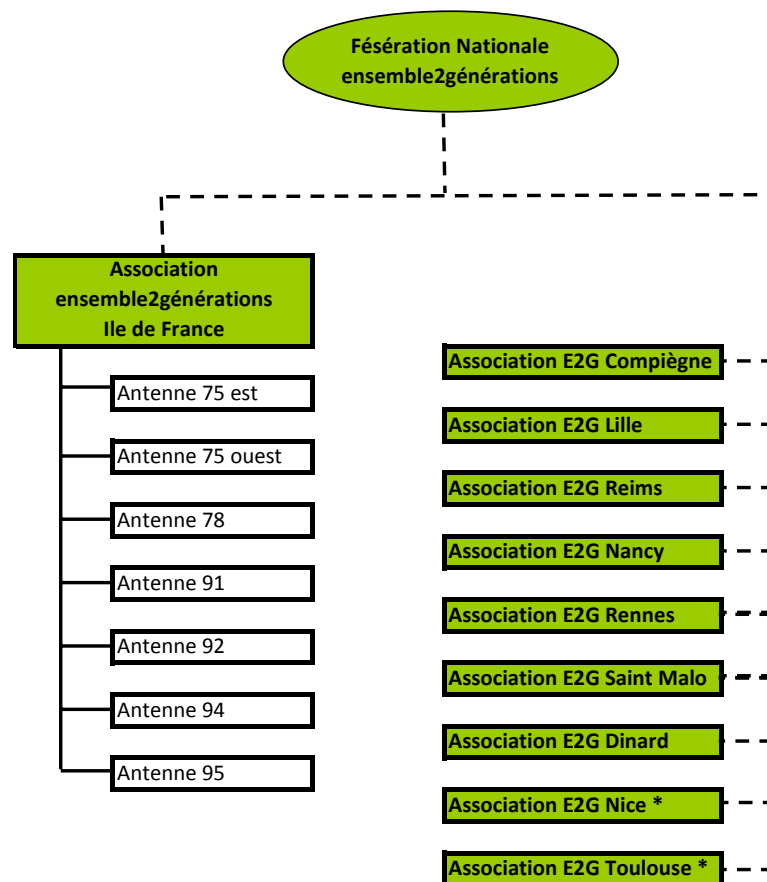 Fésération Nationale
ensemble2générations
Association
ensemble2générations
Ile de France
Antenne 75 est
Antenne 75 ouest
Antenne 78
Antenne 91
Antenne 92
Antenne 94
Antenne 95
Association E2G Compiègne
Association E2G Lille
Association E2G Reims
Association E2G Nancy
Association E2G Rennes
Association E2G Saint Malo
Association E2G Dinard
Association E2G Nice *
Association E2G Toulouse *